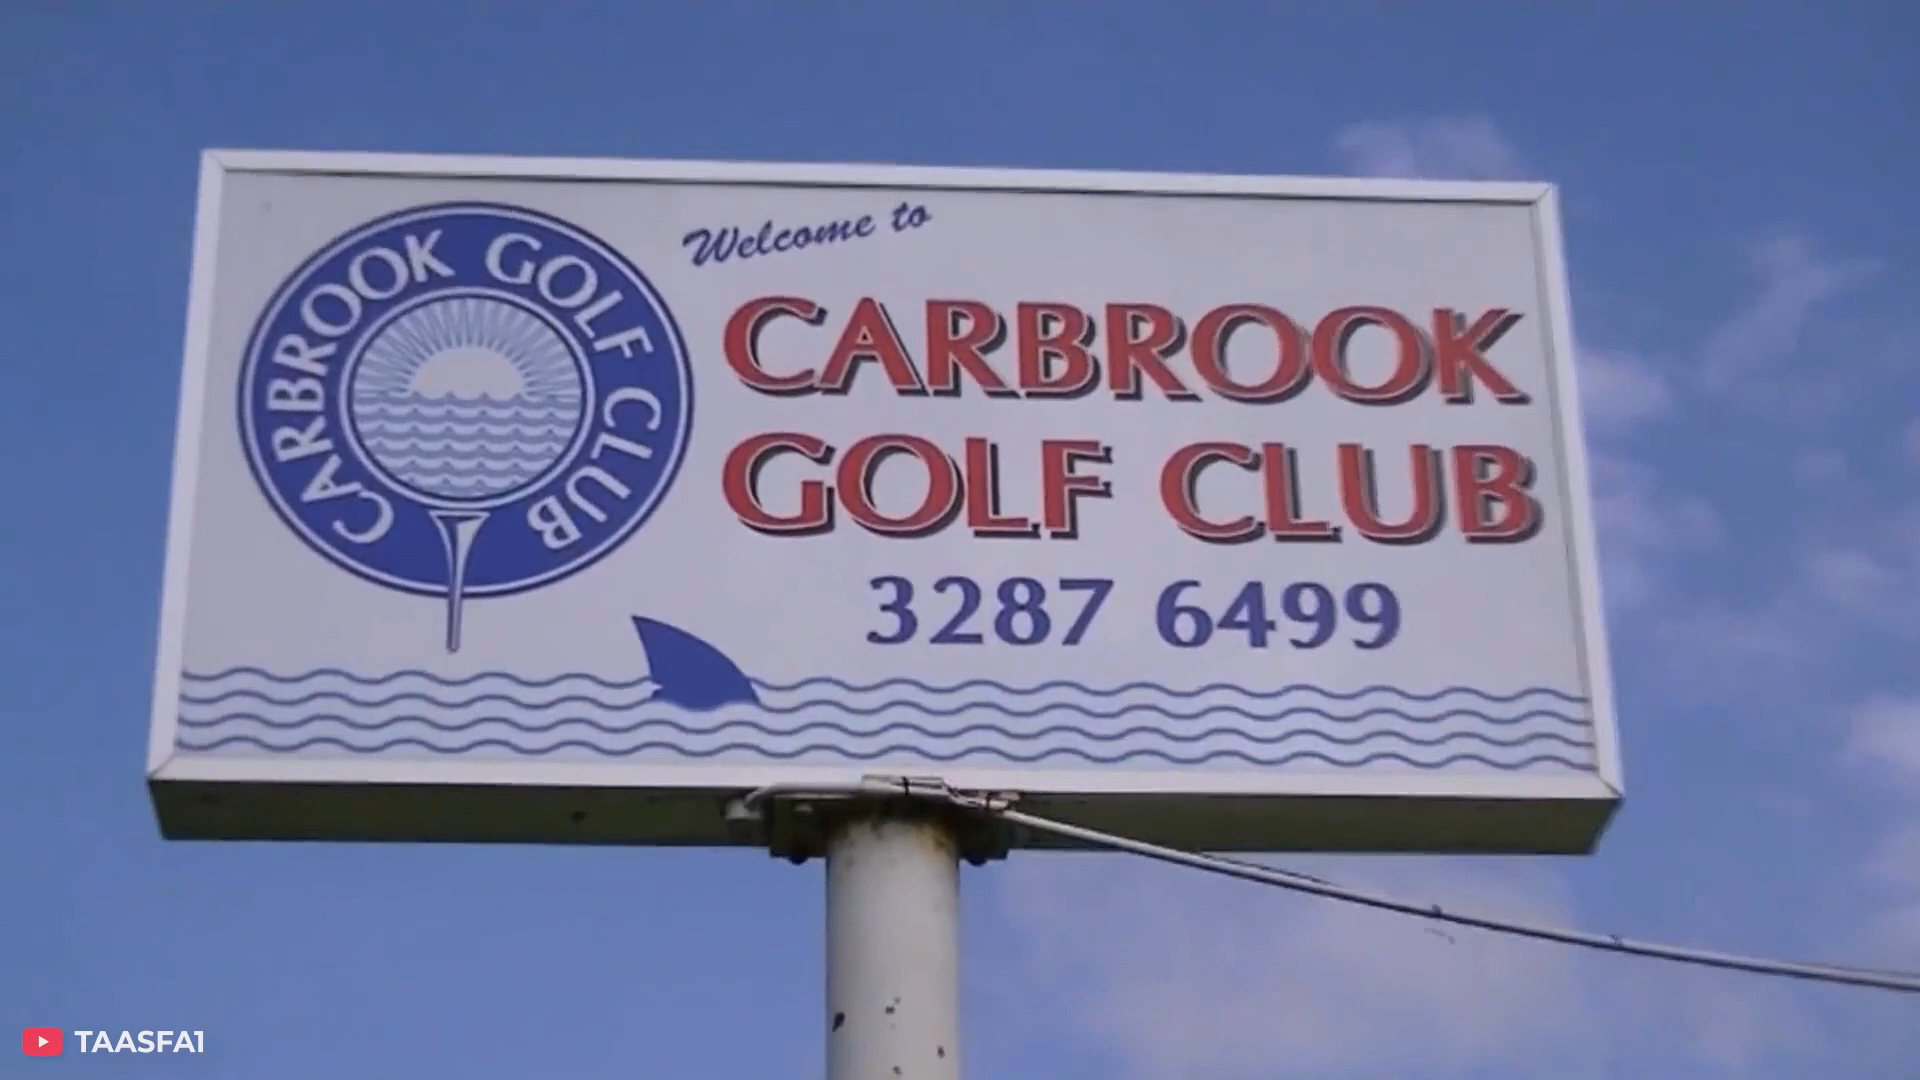 CARBROOK GOLF CLUB
Welcome to
CARBROOK
GOLF CLUB
3287 6499
TAASFA1